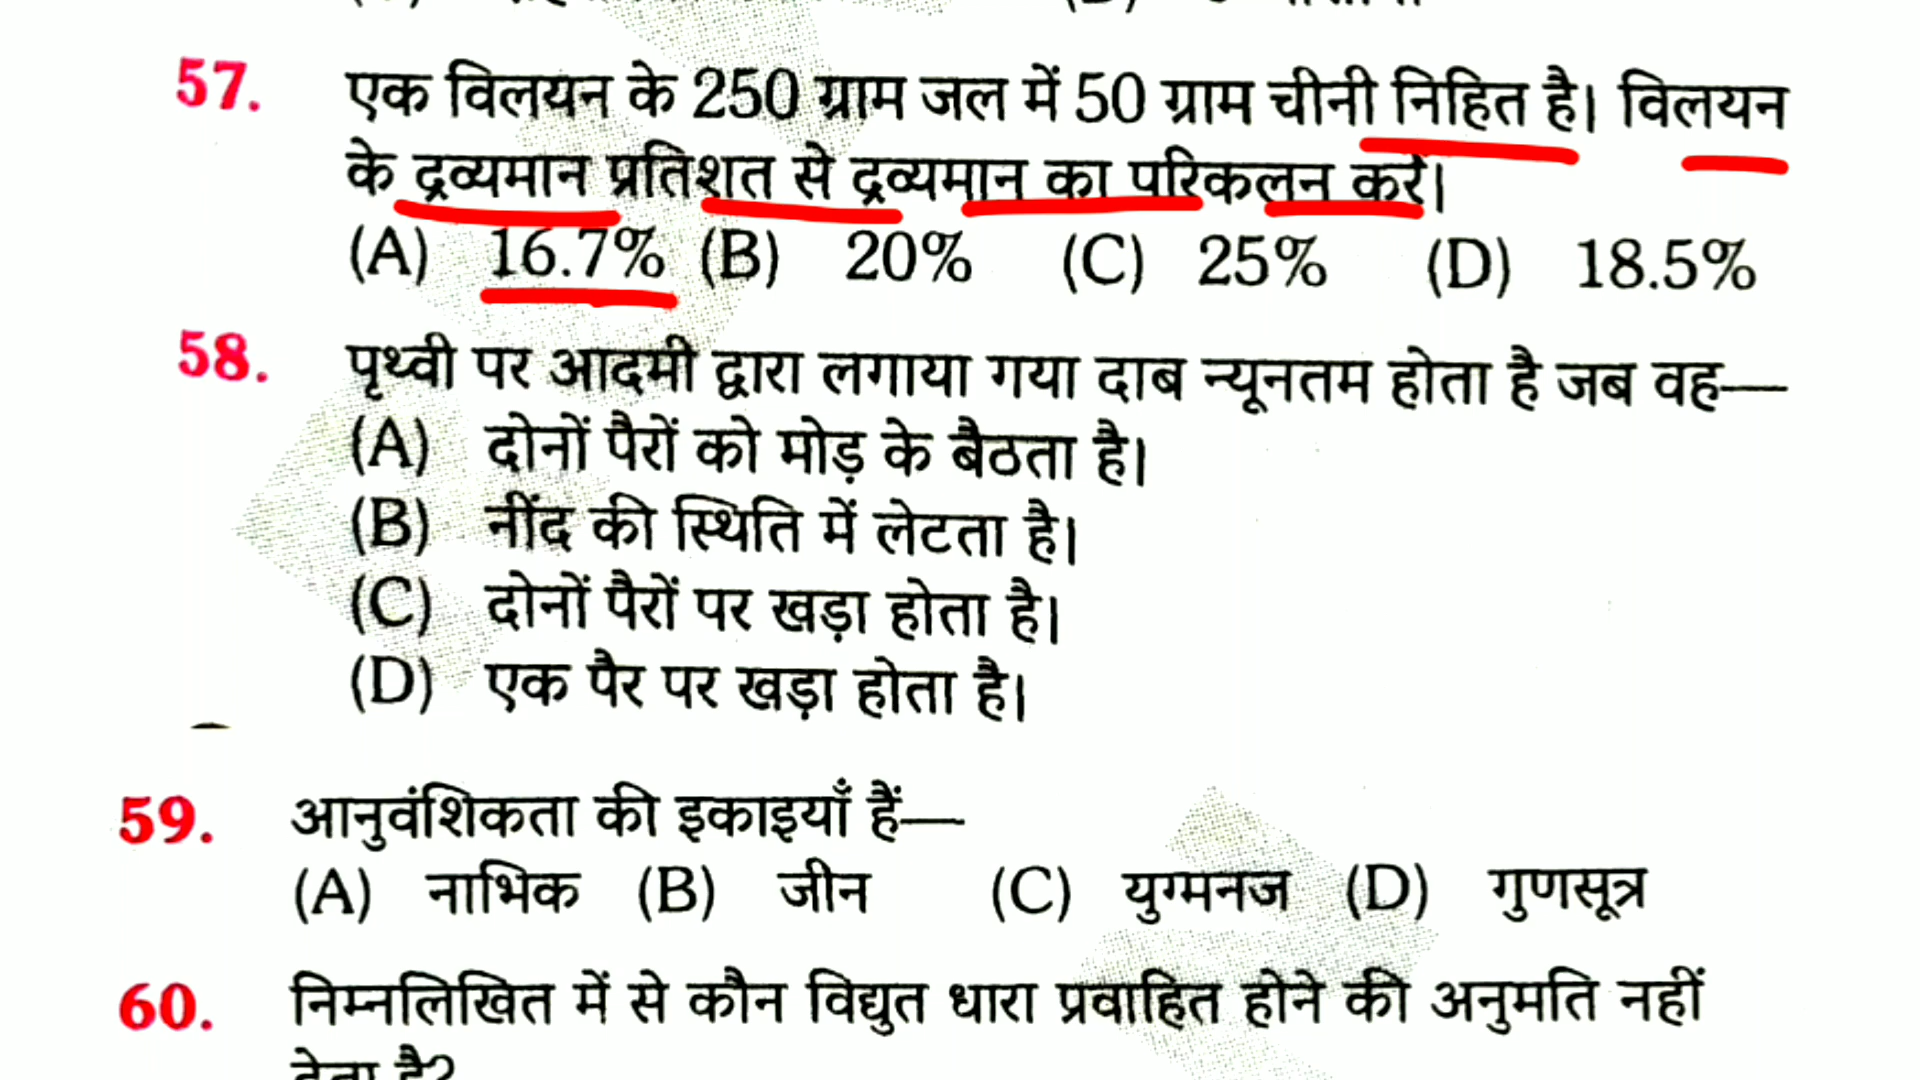 57. एक विलयन के 250 ग्राम जल में 50 ग्राम चीनी निहित है। विलयन
के द्रव्यमान प्रतिशत से द्रव्यमान का परिकलन करें।
(A) 16.7% (B) 20% (C) 25% (D) 18.5%
58. पृथ्वी पर आदमी द्वारा लगाया गया दाब न्यूनतम होता है जब वह—
(A) दोनों पैरों को मोड़ के बैठता है।
(B) नींद की स्थिति में लेटता है।
(C) दोनों पैरों पर खड़ा होता है।
(D) एक पैर पर खड़ा होता है।
59. आनुवंशिकता की इकाइयाँ हैं—
(A) नाभिक (B) जीन (C) युग्मनज (D) गुणसूत्र
60. निम्नलिखित में से कौन विद्युत धारा प्रवाहित होने की अनुमति नहीं
देता है?